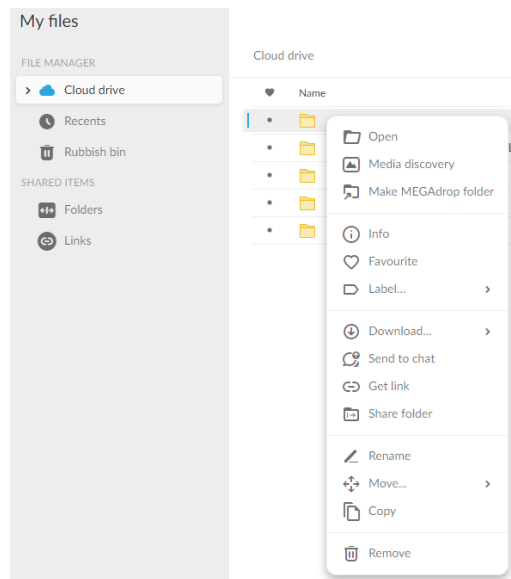 My files
FILE MANAGER
Cloud drive
Recents
Rubbish bin
SHARED ITEMS
Folders
Links
Cloud drive
Name
Open
Media discovery
Make MEGAdrop folder
Info
Favourite
Label...
Download...
Send to chat
Get link
Share folder
Rename
Move...
Copy
Remove